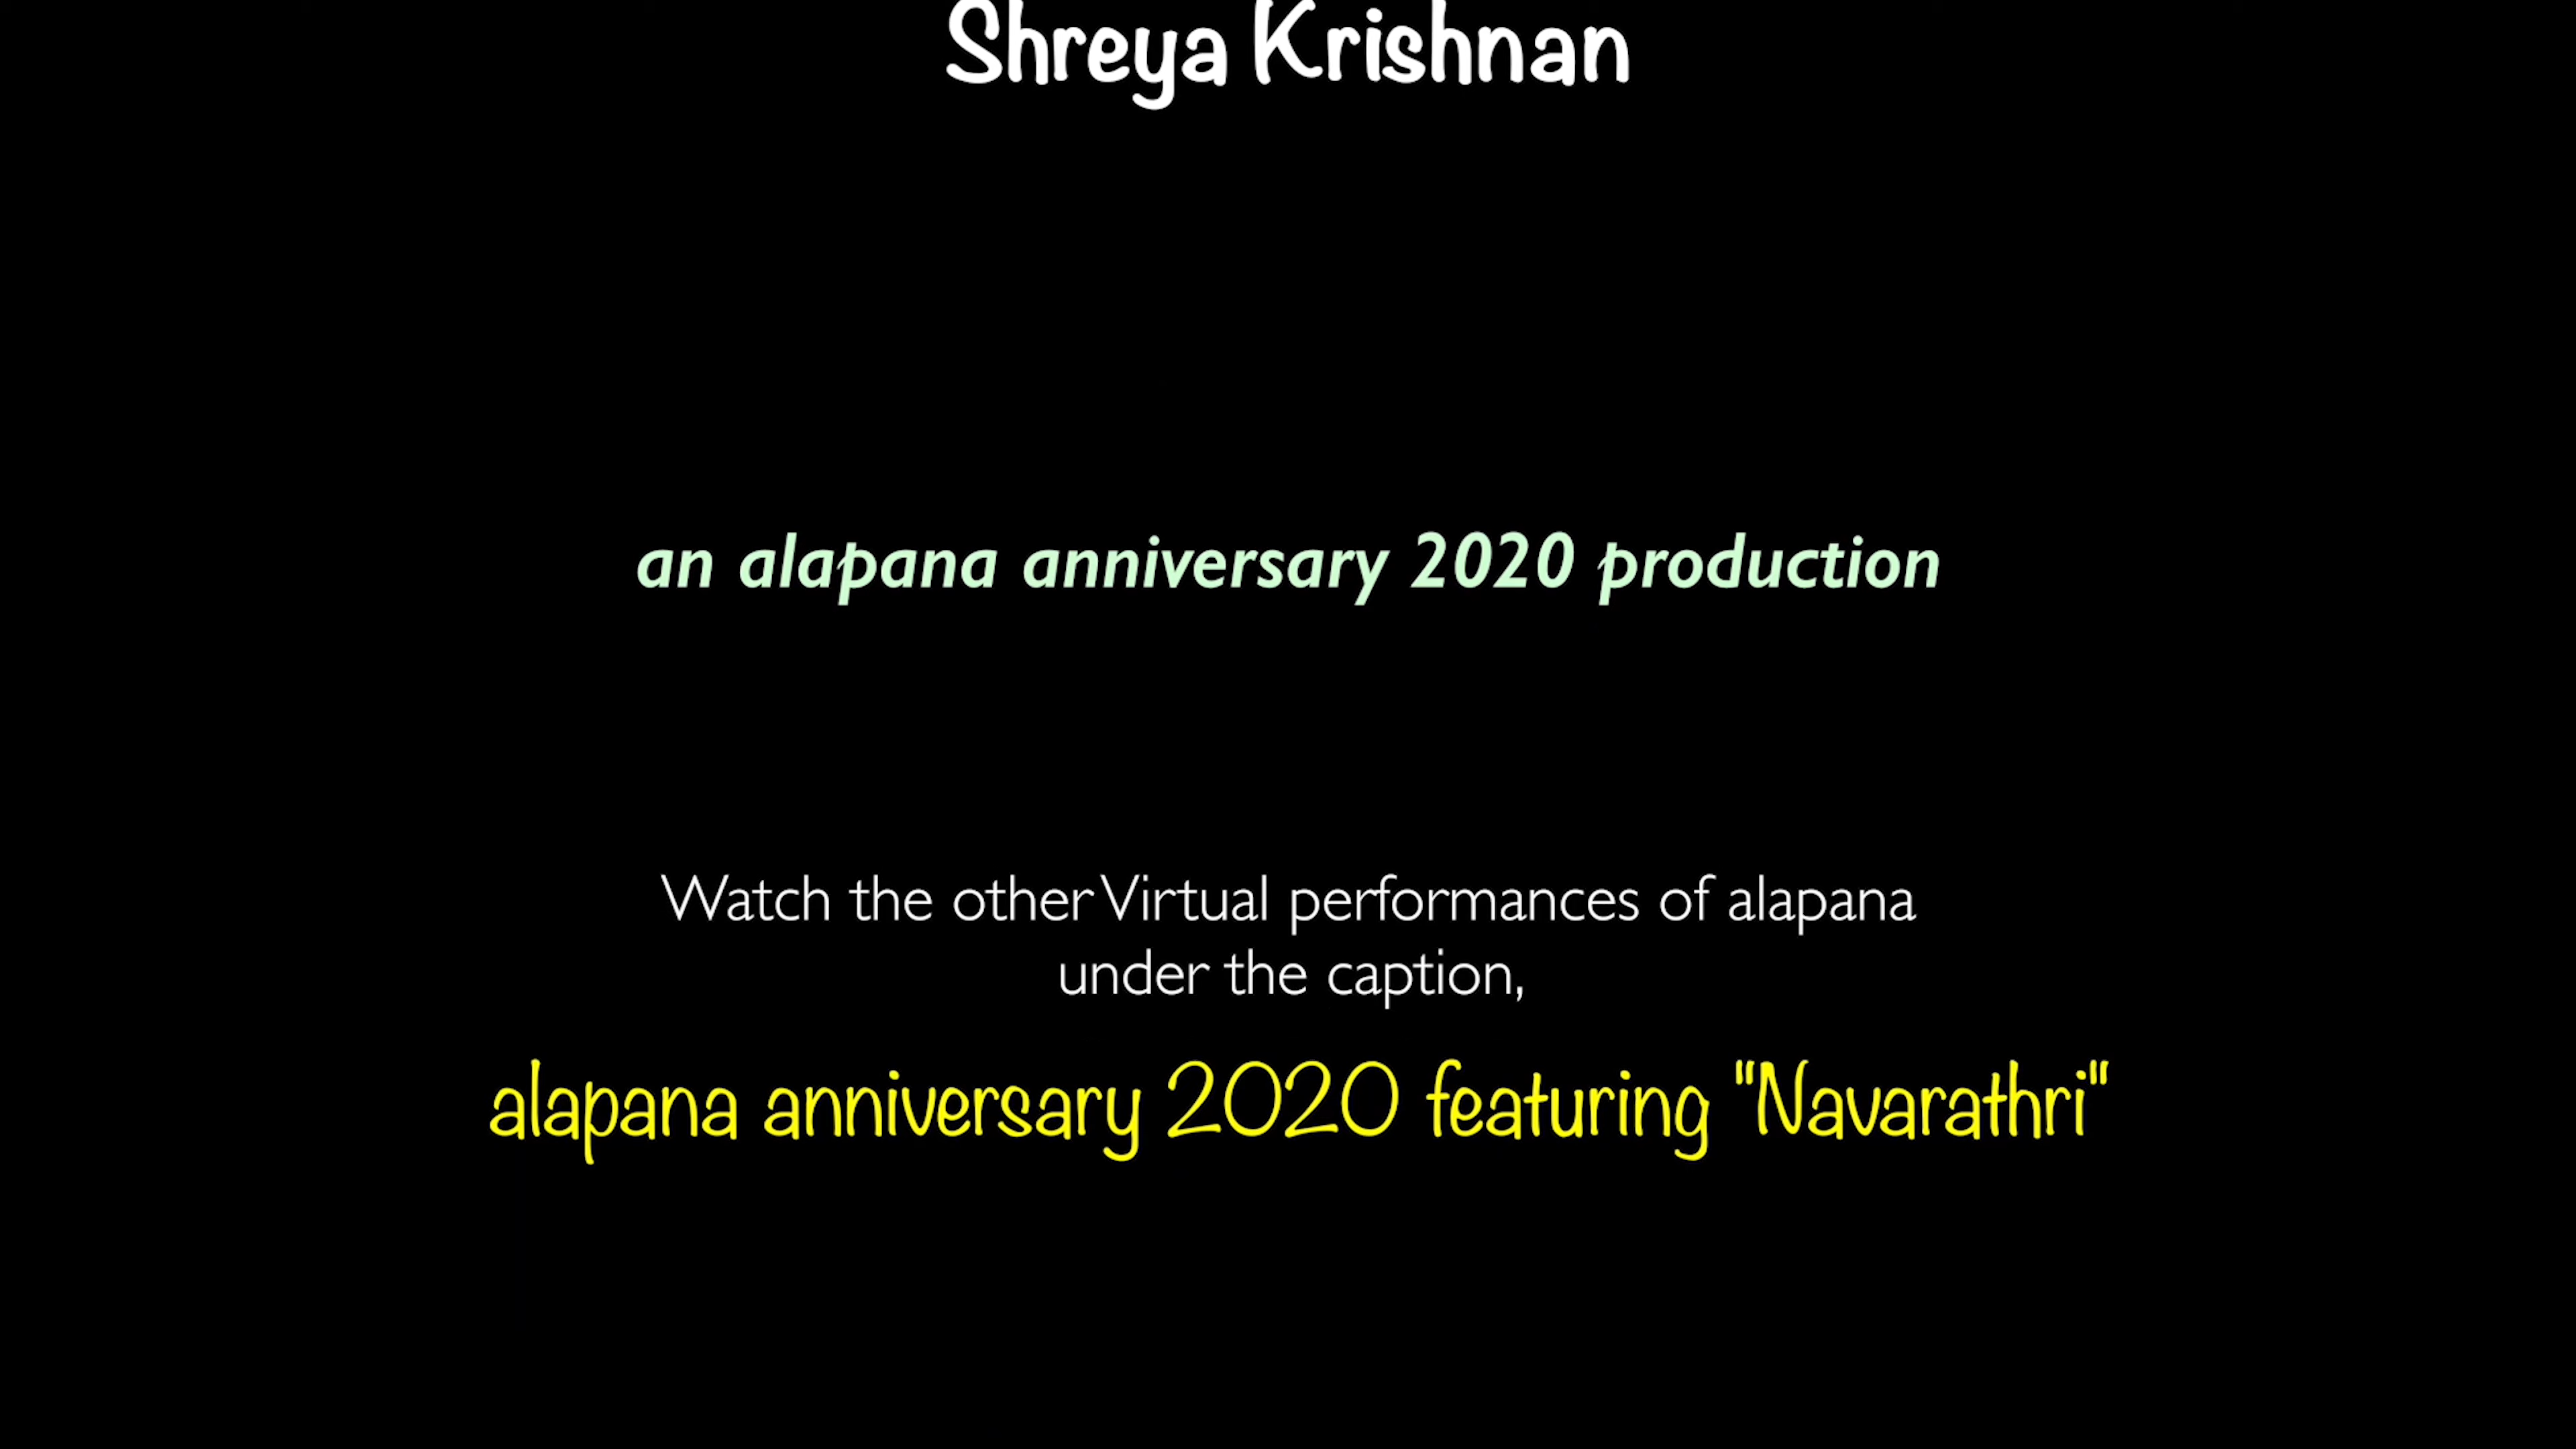 Shreya Krishnan
an alapana anniversary 2020 production
Watch the other Virtual performances of alapana
under the caption,
alapana anniversary 2020 featuring "Navarathri"